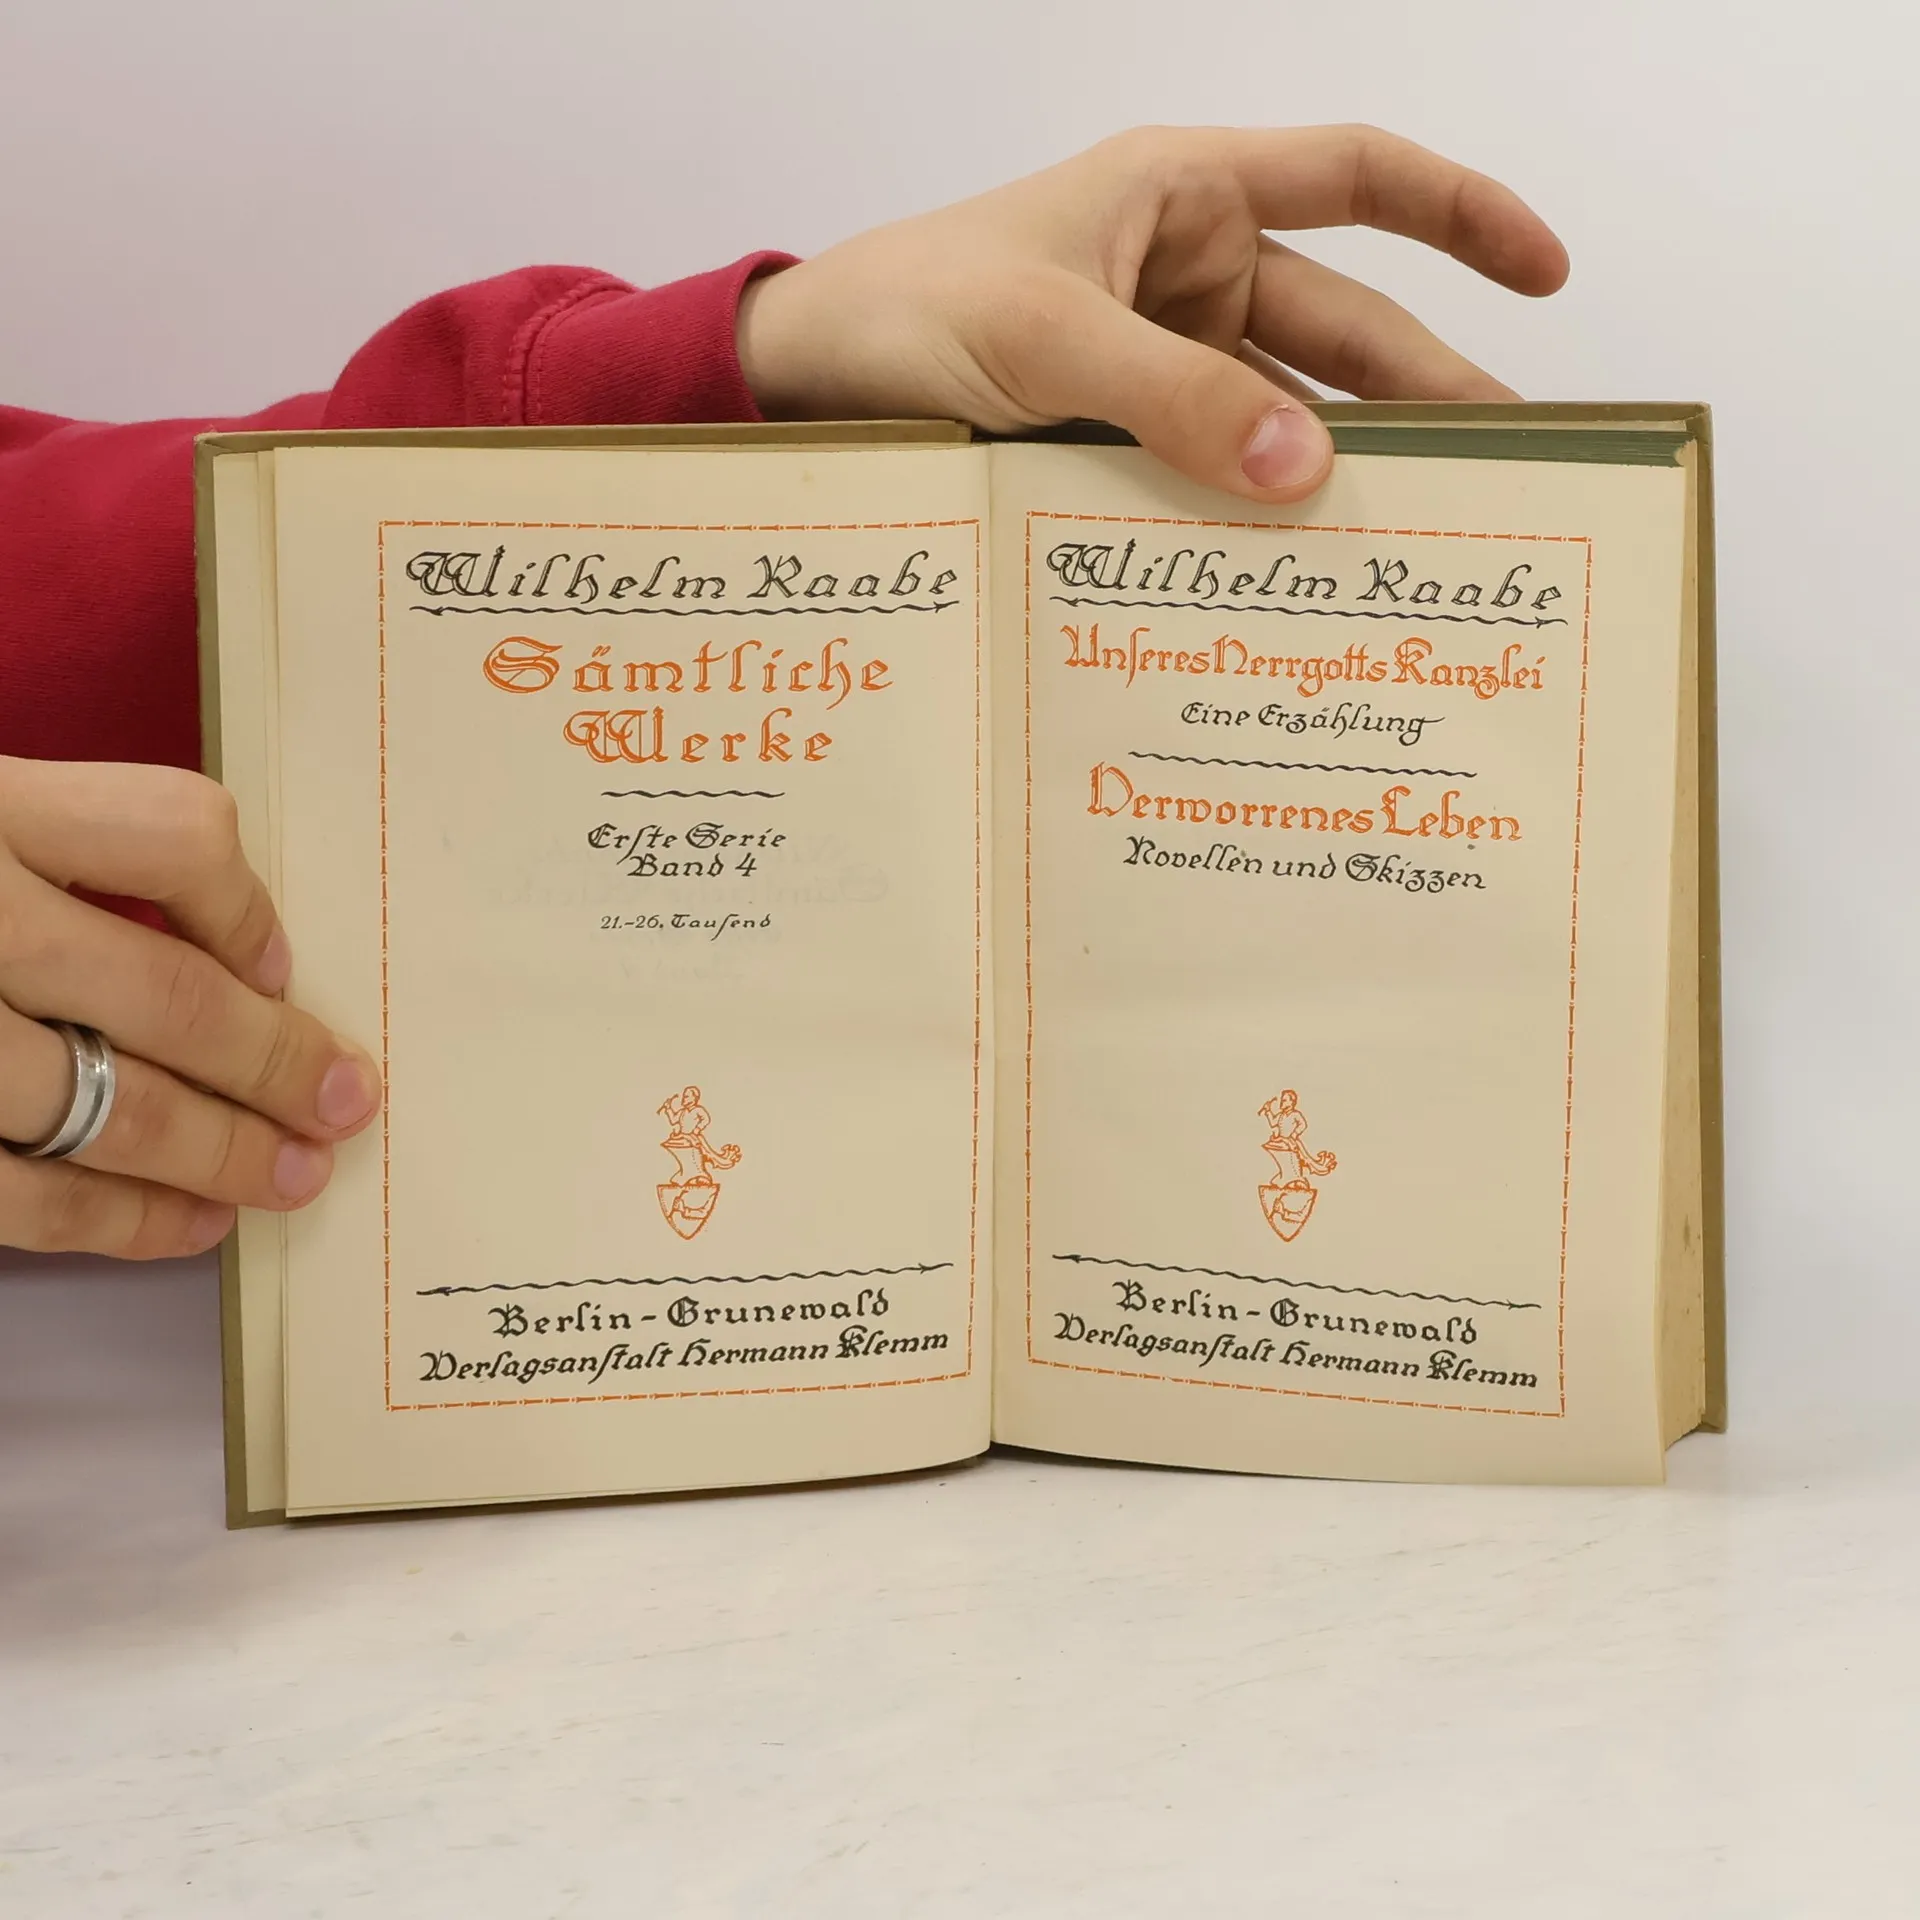 Wilhelm Raabe
Sämtliche
Werke
Erste Serie
Band 4
21.-26. Tausend
Berlin-Grunewald
Verlagsanstalt Hermann Klemm
Wilhelm Raabe
Unseres Herrgotts Kanzlei
Eine Erzählung
Verworrenes Leben
Novellen und Skizzen
Berlin-Grunewald
Verlagsanstalt Hermann Klemm